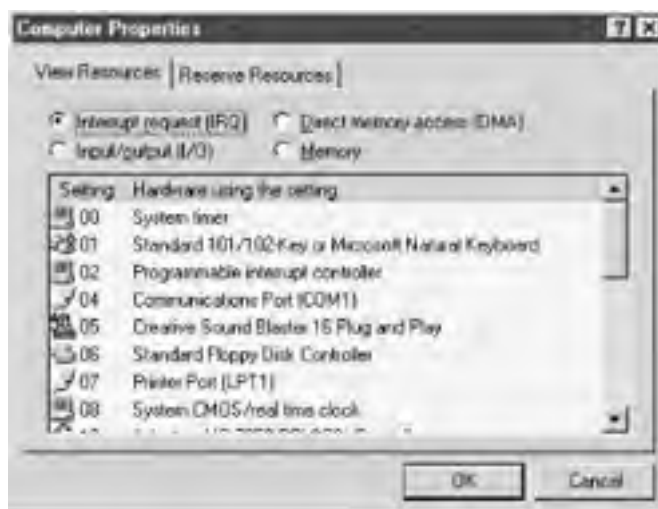 Computer Properties
View Resources Reserve Resources
Interrupt request (IRQ) Direct memory access (DMA)
Input/output (I/O) Memory
Setting Hardware using the setting
00 System timer
01 Standard 101/102-Key or Microsoft Natural Keyboard
02 Programmable interrupt controller
04 Communications Port (COM1)
05 Creative Sound Blaster 16 Plug and Play
06 Standard Floppy Disk Controller
07 Printer Port (LPT1)
08 System CMOS/real time clock
OK Cancel